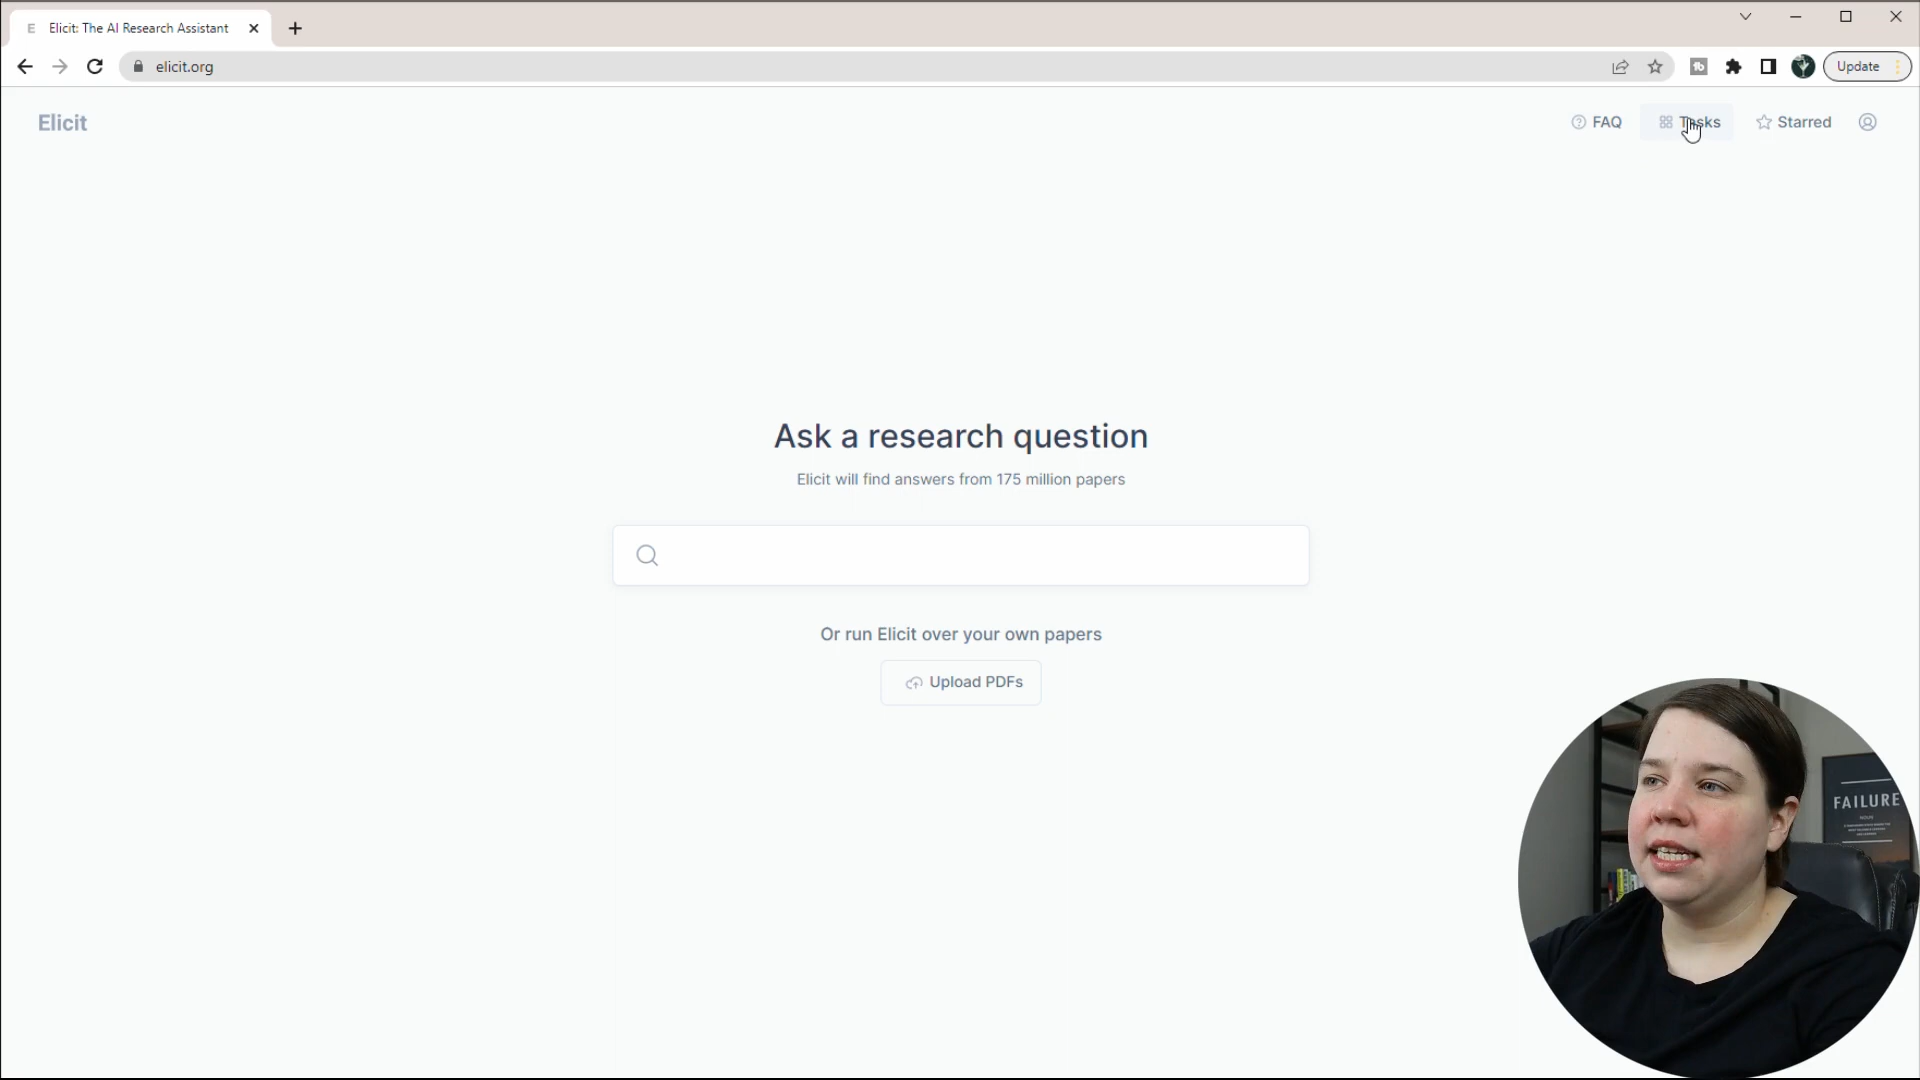 Elicit: The AI Research Assistant
elicit.org
Update
Elicit
FAQ
Tasks
Starred
Ask a research question
Elicit will find answers from 175 million papers
Or run Elicit over your own papers
Upload PDFs
FAILURE